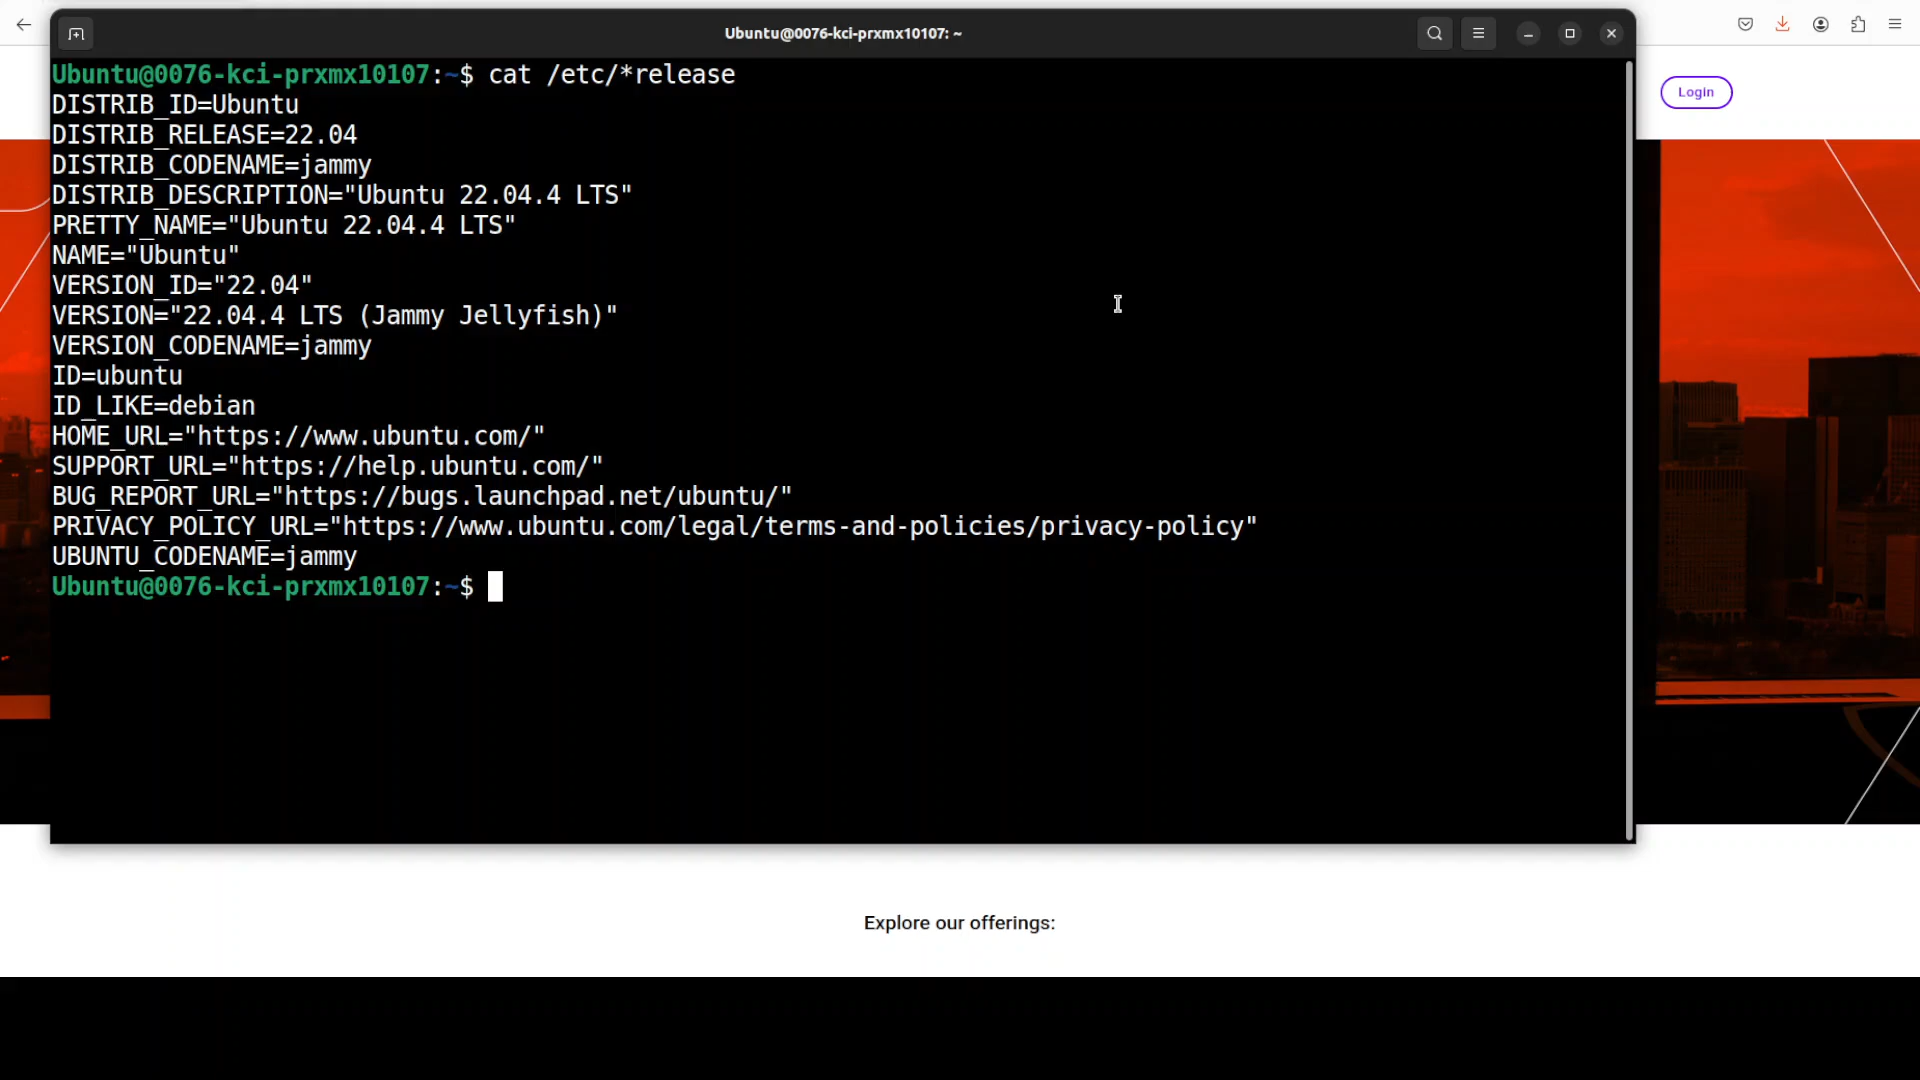 Ubuntu@0076-kci-prxmx10107: ~
Ubuntu@0076-kci-prxmx10107:~$ cat /etc/*release
DISTRIB_ID=Ubuntu
DISTRIB_RELEASE=22.04
DISTRIB_CODENAME=jammy
DISTRIB_DESCRIPTION="Ubuntu 22.04.4 LTS"
PRETTY_NAME="Ubuntu 22.04.4 LTS"
NAME="Ubuntu"
VERSION_ID="22.04"
VERSION="22.04.4 LTS (Jammy Jellyfish)"
VERSION_CODENAME=jammy
ID=ubuntu
ID_LIKE=debian
HOME_URL="https://www.ubuntu.com/"
SUPPORT_URL="https://help.ubuntu.com/"
BUG_REPORT_URL="https://bugs.launchpad.net/ubuntu/"
PRIVACY_POLICY_URL="https://www.ubuntu.com/legal/terms-and-policies/privacy-policy"
UBUNTU_CODENAME=jammy
Ubuntu@0076-kci-prxmx10107:~$
Login
Explore our offerings: